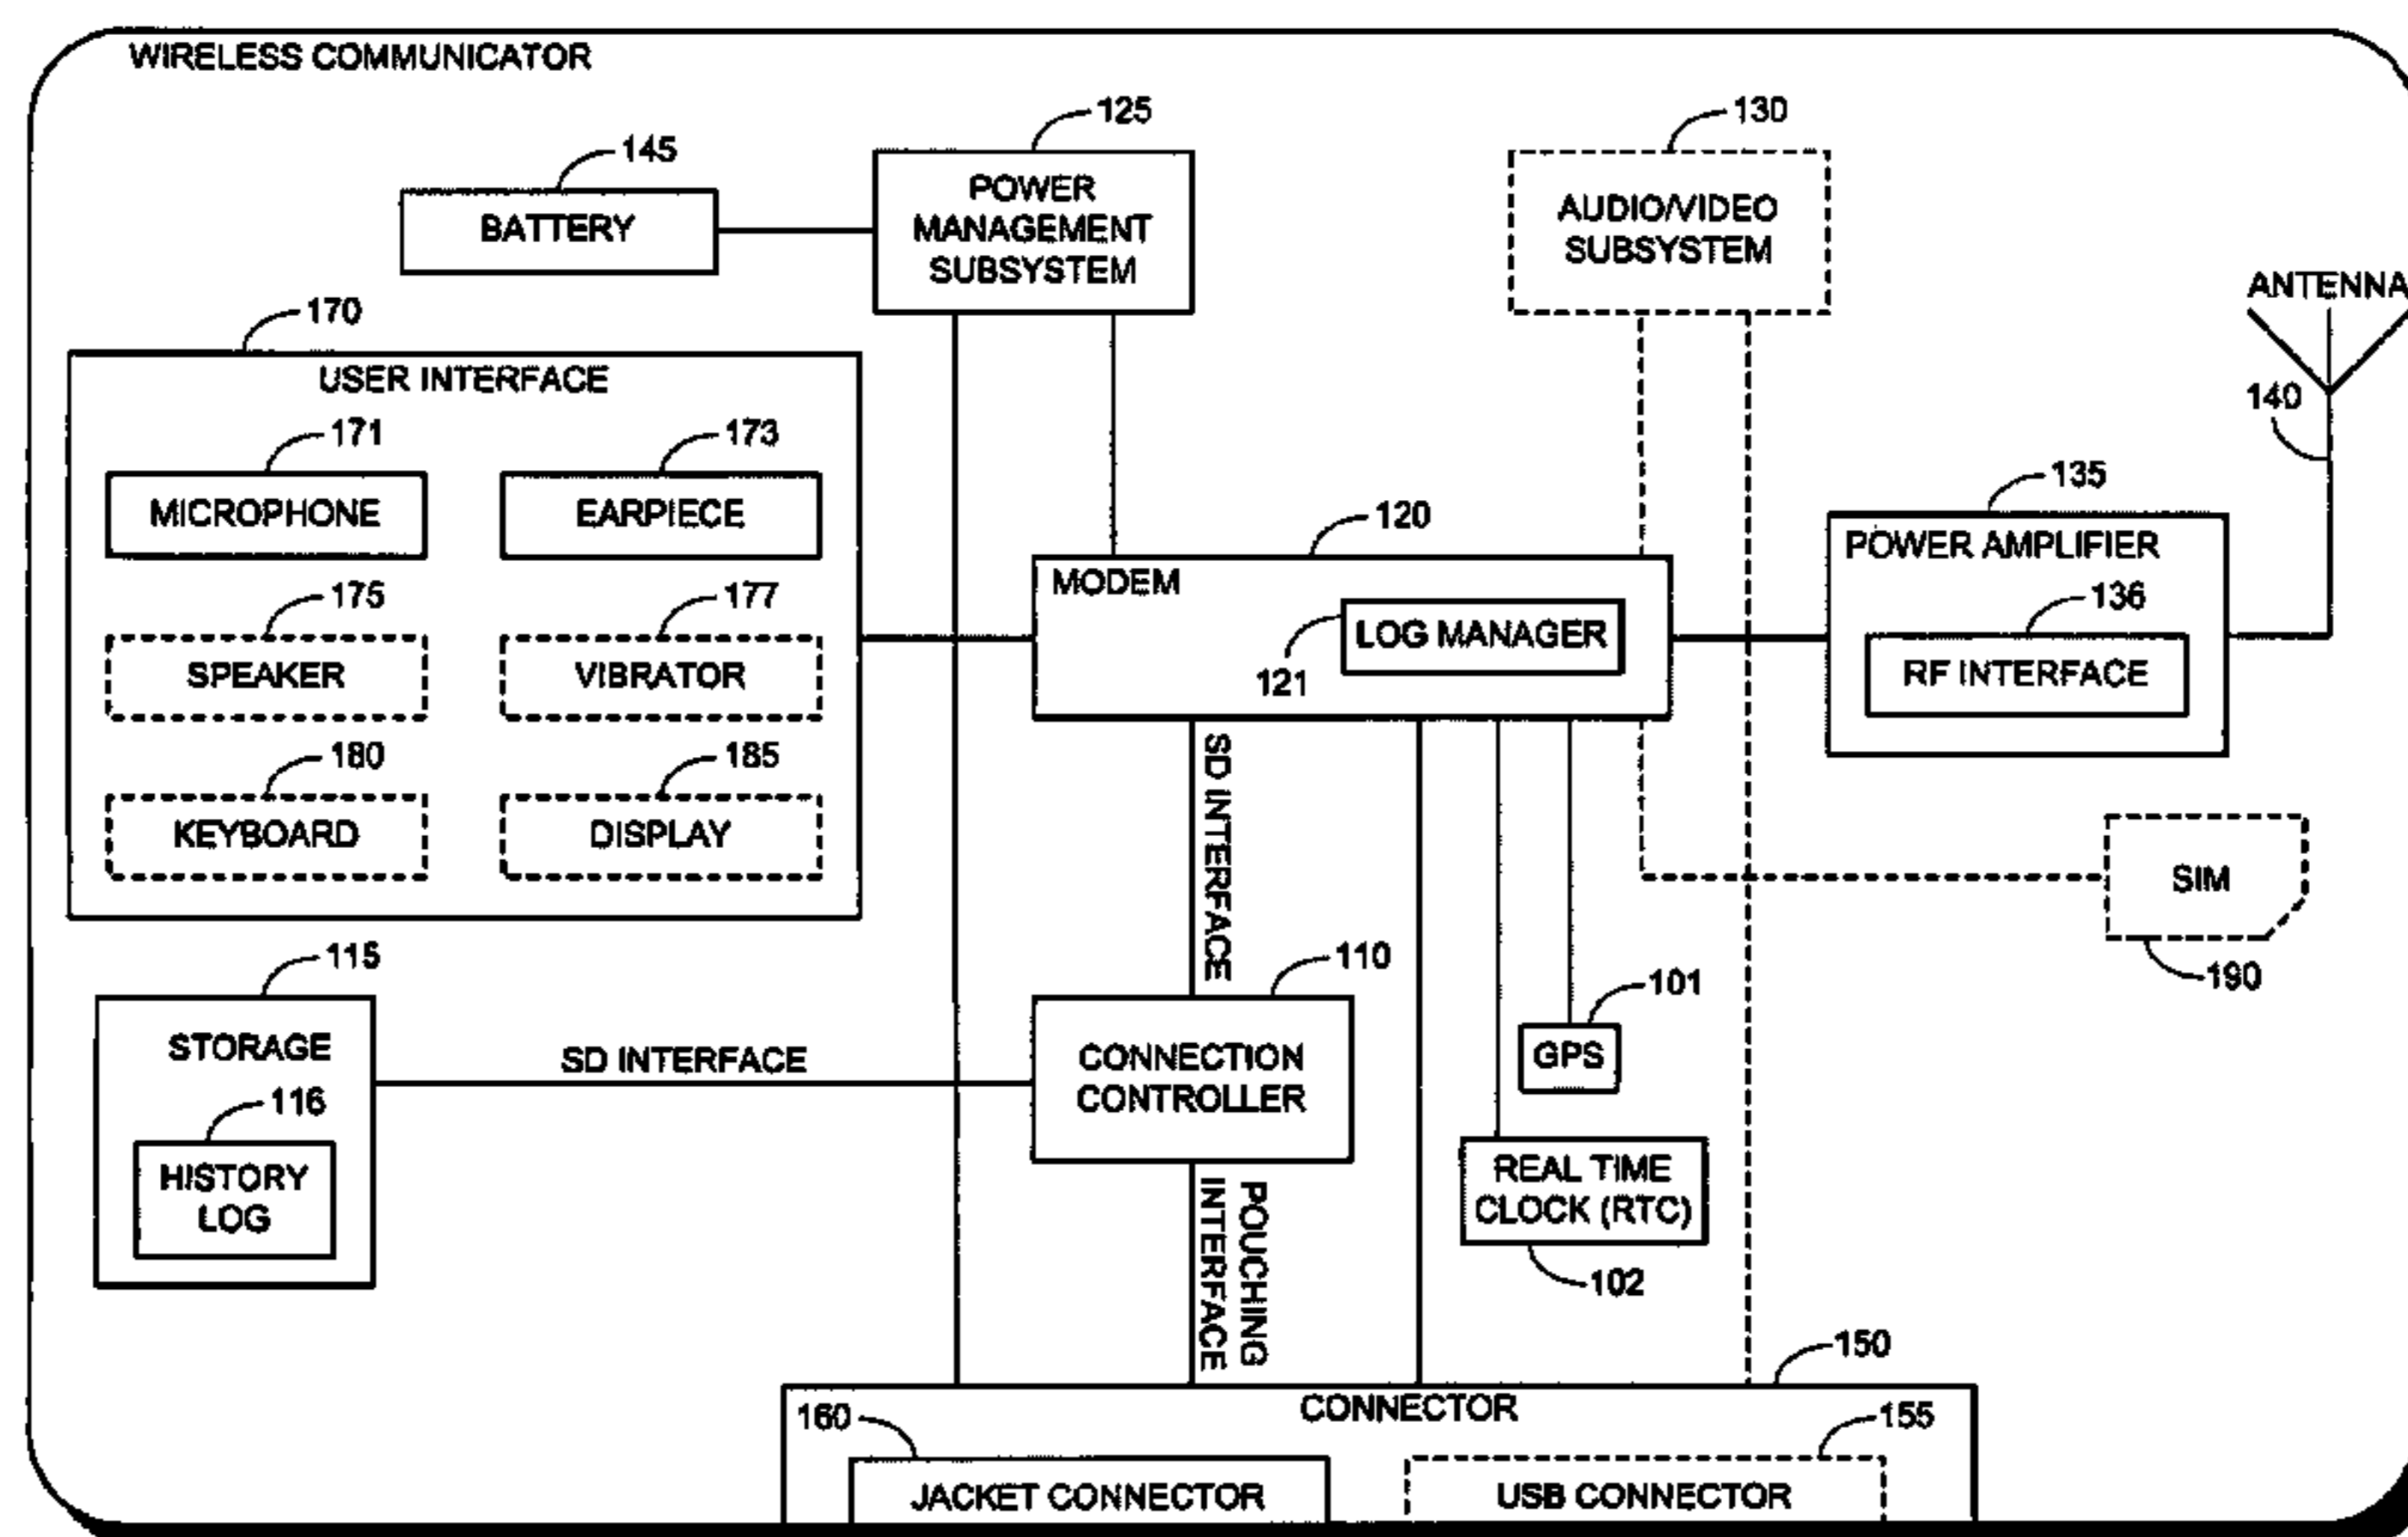 WIRELESS COMMUNICATOR
125
130
145
POWER
MANAGEMENT
SUBSYSTEM
BATTERY
AUDIO/VIDEO
SUBSYSTEM
ANTENNA
140
170
USER INTERFACE
171
173
MICROPHONE
EARPIECE
175
177
SPEAKER
VIBRATOR
180
185
KEYBOARD
DISPLAY
120
MODEM
LOG MANAGER
121
135
POWER AMPLIFIER
136
RF INTERFACE
SD INTERFACE
SIM
190
115
STORAGE
116
HISTORY
LOG
SD INTERFACE
110
CONNECTION
CONTROLLER
101
GPS
REAL TIME
CLOCK (RTC)
102
POUCHING
INTERFACE
150
CONNECTOR
160
155
JACKET CONNECTOR
USB CONNECTOR